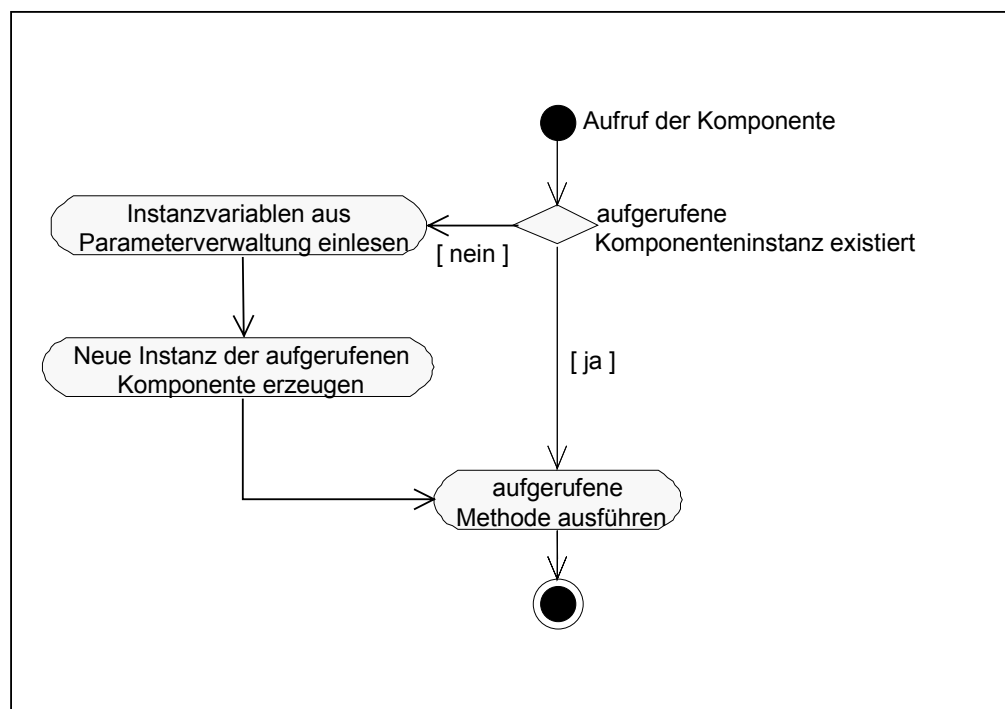 Aufruf der Komponente
aufgerufene
Komponenteninstanz existiert
Instanzvariablen aus
Parameterverwaltung einlesen
[ nein ]
Neue Instanz der aufgerufenen
Komponente erzeugen
[ ja ]
aufgerufene
Methode ausführen